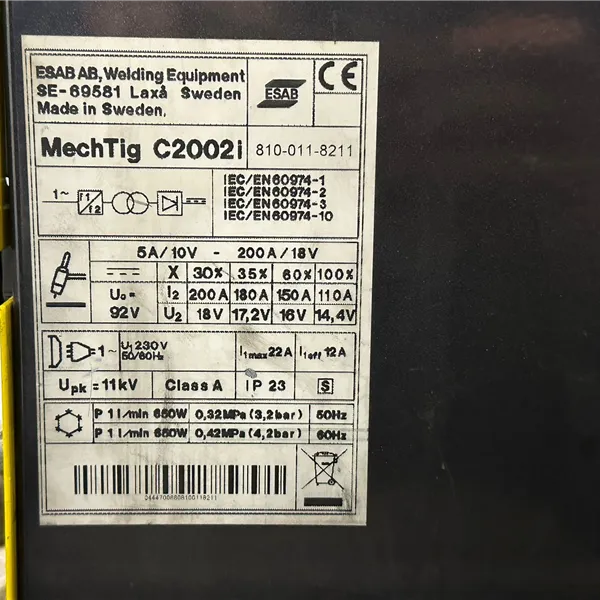 ESAB AB, Welding Equipment
SE-69581 Laxå Sweden
Made in Sweden.
ESAB
CE
MechTig C2002i 810-011-8211
1~ f1 f2
IEC/EN60974-1
IEC/EN60974-2
IEC/EN60974-3
IEC/EN60974-10
5A/10V - 200A/18V
X 30% 35% 60% 100%
U₀= I₂ 200A 180A 150A 110A
92V U₂ 18V 17,2V 16V 14,4V
1~ U₁ 230V I₁max 22A I₁eff 12A
50/60Hz
Upk = 11kV Class A IP 23 S
P 1 l/min 650W 0,32MPa (3,2bar) 50Hz
P 1 l/min 650W 0,42MPa (4,2bar) 60Hz